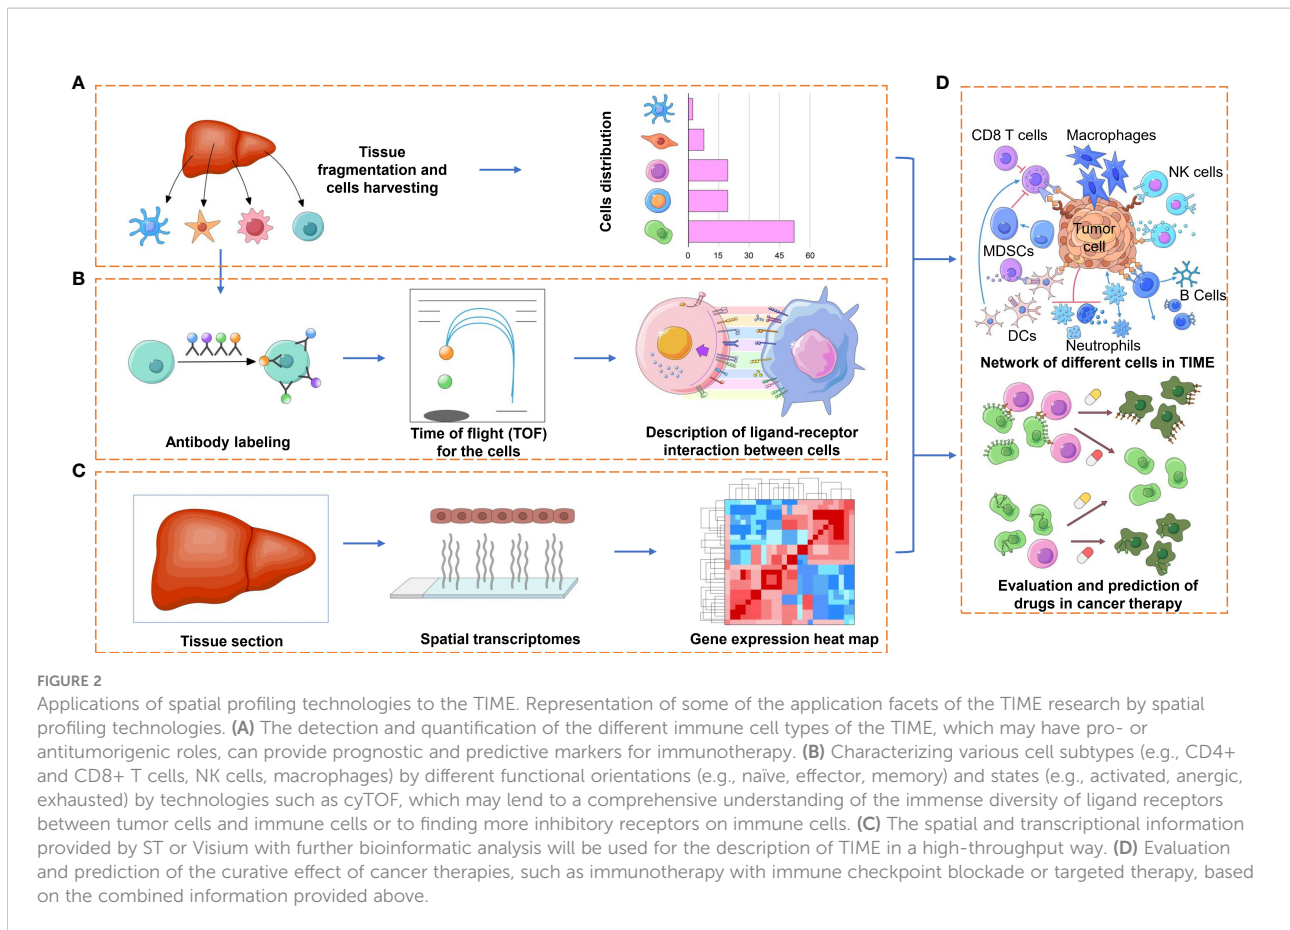 A
Tissue
fragmentation and
cells harvesting
Cells distribution
0 15 30 45 60
B
Antibody labeling
Time of flight (TOF)
for the cells
Description of ligand-receptor
interaction between cells
C
Tissue section
Spatial transcriptomes
Gene expression heat map
D
CD8 T cells
Macrophages
NK cells
Tumor
cell
MDSCs
B Cells
DCs
Neutrophils
Network of different cells in TIME
Evaluation and prediction of
drugs in cancer therapy
FIGURE 2
Applications of spatial profiling technologies to the TIME. Representation of some of the application facets of the TIME research by spatial
profiling technologies. (A) The detection and quantification of the different immune cell types of the TIME, which may have pro- or
antitumorigenic roles, can provide prognostic and predictive markers for immunotherapy. (B) Characterizing various cell subtypes (e.g., CD4+
and CD8+ T cells, NK cells, macrophages) by different functional orientations (e.g., naïve, effector, memory) and states (e.g., activated, anergic,
exhausted) by technologies such as cyTOF, which may lend to a comprehensive understanding of the immense diversity of ligand receptors
between tumor cells and immune cells or to finding more inhibitory receptors on immune cells. (C) The spatial and transcriptional information
provided by ST or Visium with further bioinformatic analysis will be used for the description of TIME in a high-throughput way. (D) Evaluation
and prediction of the curative effect of cancer therapies, such as immunotherapy with immune checkpoint blockade or targeted therapy, based
on the combined information provided above.